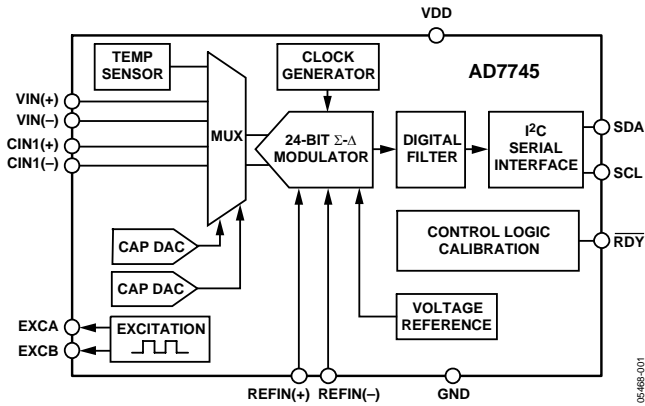 VDD
TEMP
SENSOR
CLOCK
GENERATOR
AD7745
VIN(+)
VIN(–)
CIN1(+)
CIN1(–)
MUX
24-BIT Σ-Δ
MODULATOR
DIGITAL
FILTER
I²C
SERIAL
INTERFACE
SDA
SCL
CAP DAC
CAP DAC
CONTROL LOGIC
CALIBRATION
RDY
EXCA
EXCB
EXCITATION
VOLTAGE
REFERENCE
REFIN(+)
REFIN(–)
GND
05468-001